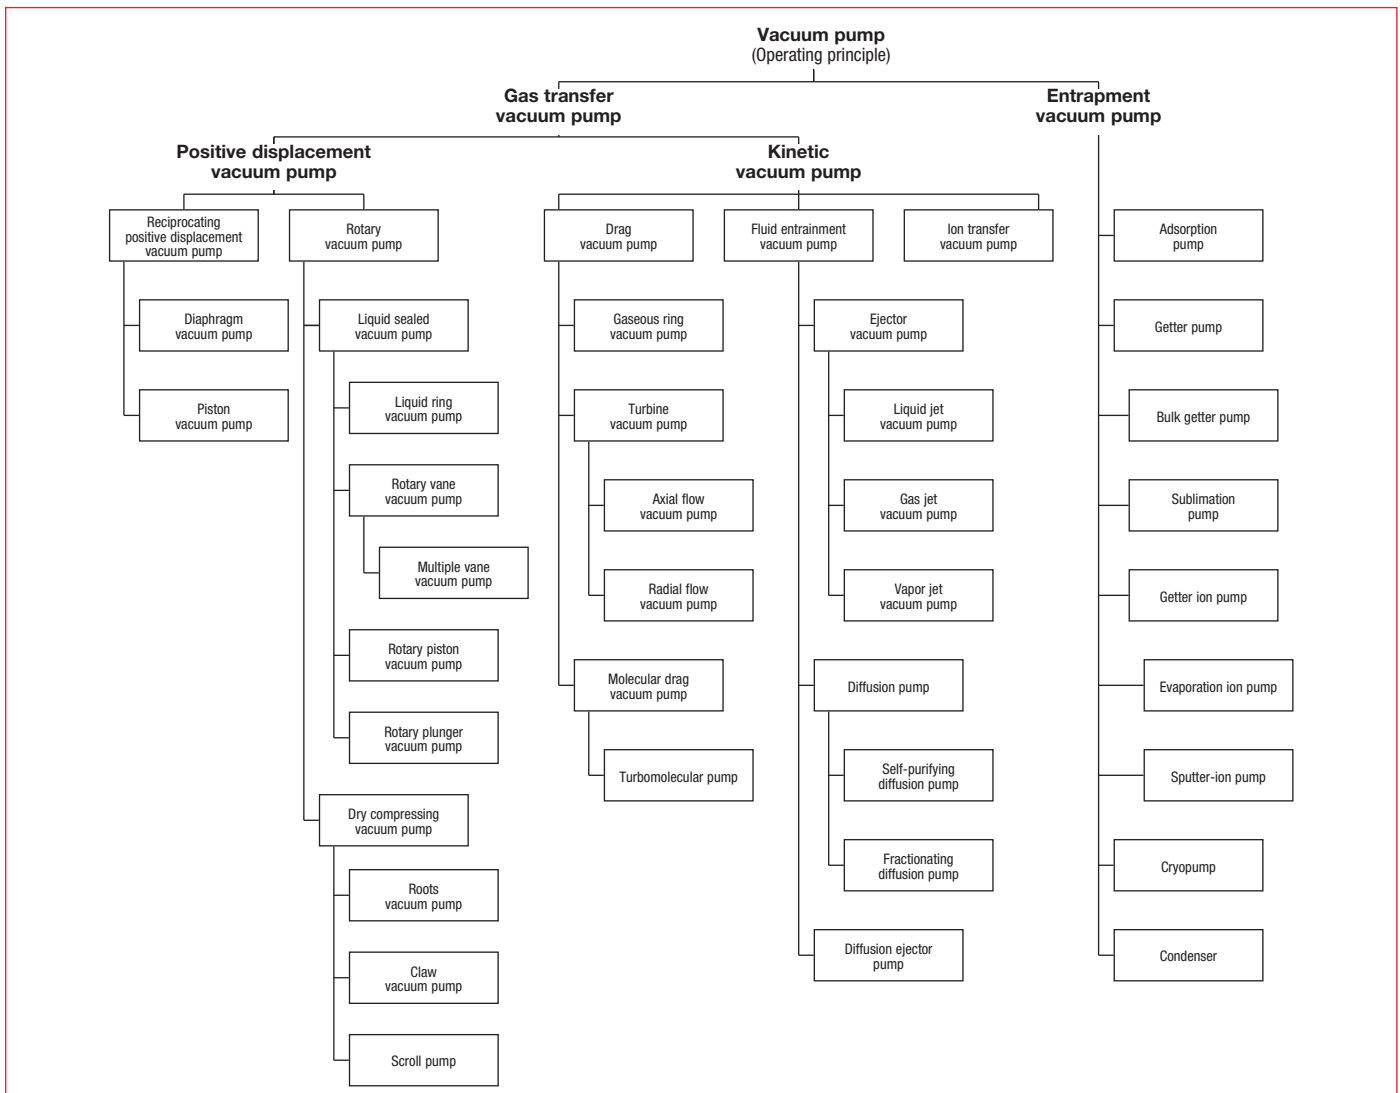 Vacuum pump
(Operating principle)
Gas transfer
vacuum pump
Entrapment
vacuum pump
Positive displacement
vacuum pump
Kinetic
vacuum pump
Reciprocating
positive displacement
vacuum pump
Rotary
vacuum pump
Drag
vacuum pump
Fluid entrainment
vacuum pump
Ion transfer
vacuum pump
Adsorption
pump
Diaphragm
vacuum pump
Liquid sealed
vacuum pump
Gaseous ring
vacuum pump
Ejector
vacuum pump
Getter pump
Piston
vacuum pump
Liquid ring
vacuum pump
Turbine
vacuum pump
Liquid jet
vacuum pump
Bulk getter pump
Rotary vane
vacuum pump
Axial flow
vacuum pump
Gas jet
vacuum pump
Sublimation
pump
Multiple vane
vacuum pump
Radial flow
vacuum pump
Vapor jet
vacuum pump
Getter ion pump
Rotary piston
vacuum pump
Molecular drag
vacuum pump
Diffusion pump
Evaporation ion pump
Rotary plunger
vacuum pump
Turbomolecular pump
Self-purifying
diffusion pump
Sputter-ion pump
Dry compressing
vacuum pump
Fractionating
diffusion pump
Cryopump
Roots
vacuum pump
Diffusion ejector
pump
Condenser
Claw
vacuum pump
Scroll pump